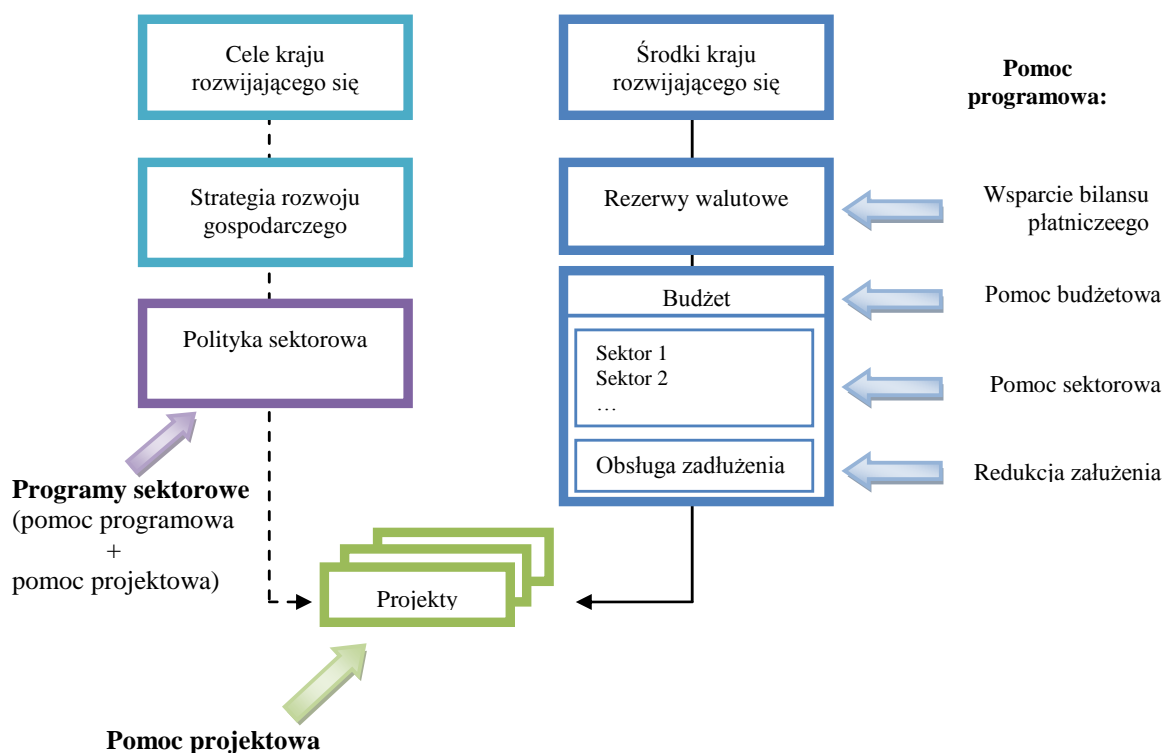 Cele kraju
rozwijającego się
Środki kraju
rozwijającego się
Pomoc
programowa:
Strategia rozwoju
gospodarczego
Rezerwy walutowe
Wsparcie bilansu
płatniczeego
Polityka sektorowa
Budżet
Pomoc budżetowa
Sektor 1
Sektor 2
…
Pomoc sektorowa
Obsługa zadłużenia
Redukcja załużenia
Programy sektorowe
(pomoc programowa
+
pomoc projektowa)
Projekty
Pomoc projektowa